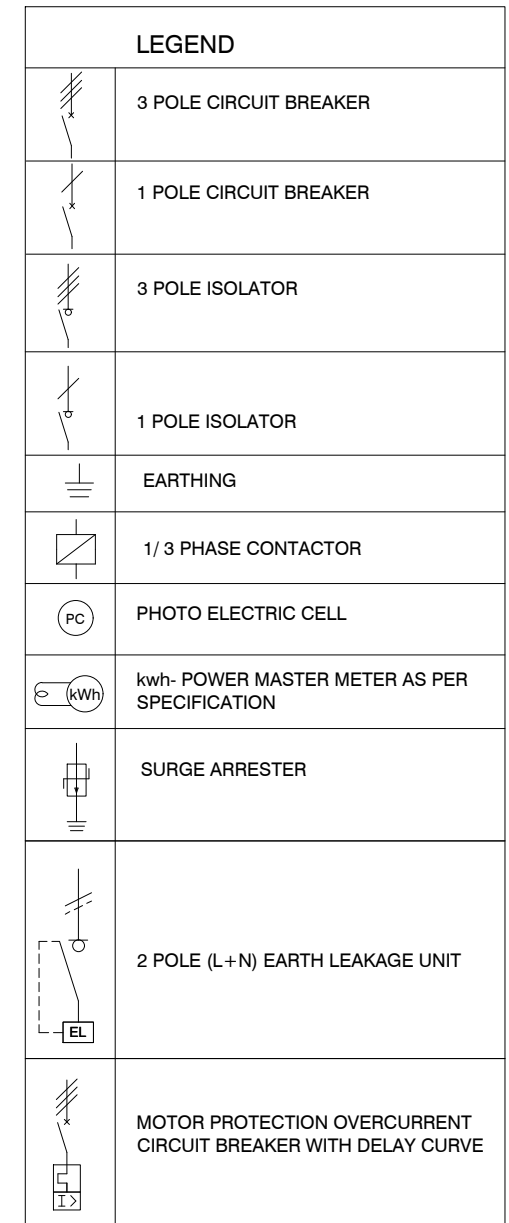 LEGEND
3 POLE CIRCUIT BREAKER
1 POLE CIRCUIT BREAKER
3 POLE ISOLATOR
1 POLE ISOLATOR
EARTHING
1/ 3 PHASE CONTACTOR
PC
PHOTO ELECTRIC CELL
kWh
kwh- POWER MASTER METER AS PER
SPECIFICATION
SURGE ARRESTER
2 POLE (L+N) EARTH LEAKAGE UNIT
EL
MOTOR PROTECTION OVERCURRENT
CIRCUIT BREAKER WITH DELAY CURVE
I>